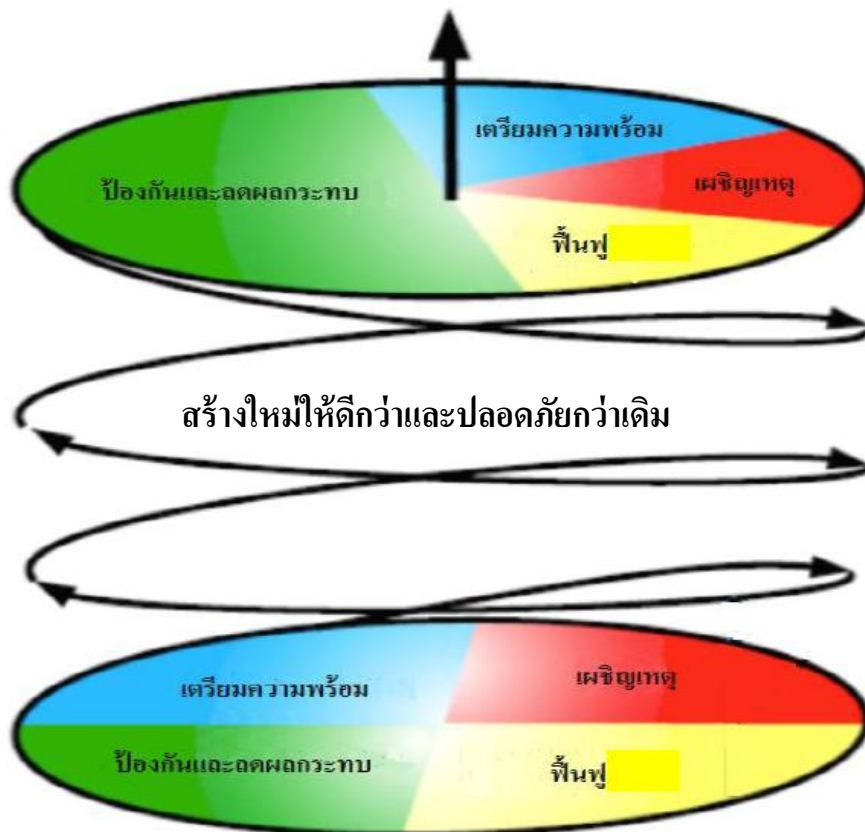 เตรียมความพร้อม
ป้องกันและลดผลกระทบ
เผชิญเหตุ
ฟื้นฟู
สร้างใหม่ให้ดีกว่าและปลอดภัยกว่าเดิม
เตรียมความพร้อม
เผชิญเหตุ
ป้องกันและลดผลกระทบ
ฟื้นฟู